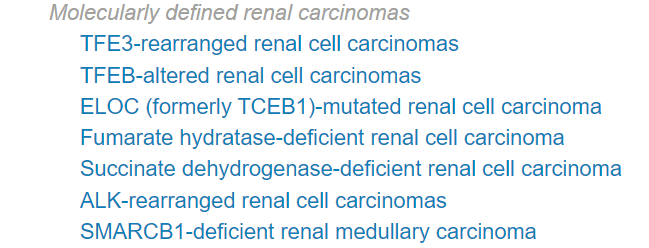 Molecularly defined renal carcinomas
TFE3-rearranged renal cell carcinomas
TFEB-altered renal cell carcinomas
ELOC (formerly TCEB1)-mutated renal cell carcinoma
Fumarate hydratase-deficient renal cell carcinoma
Succinate dehydrogenase-deficient renal cell carcinoma
ALK-rearranged renal cell carcinomas
SMARCB1-deficient renal medullary carcinoma